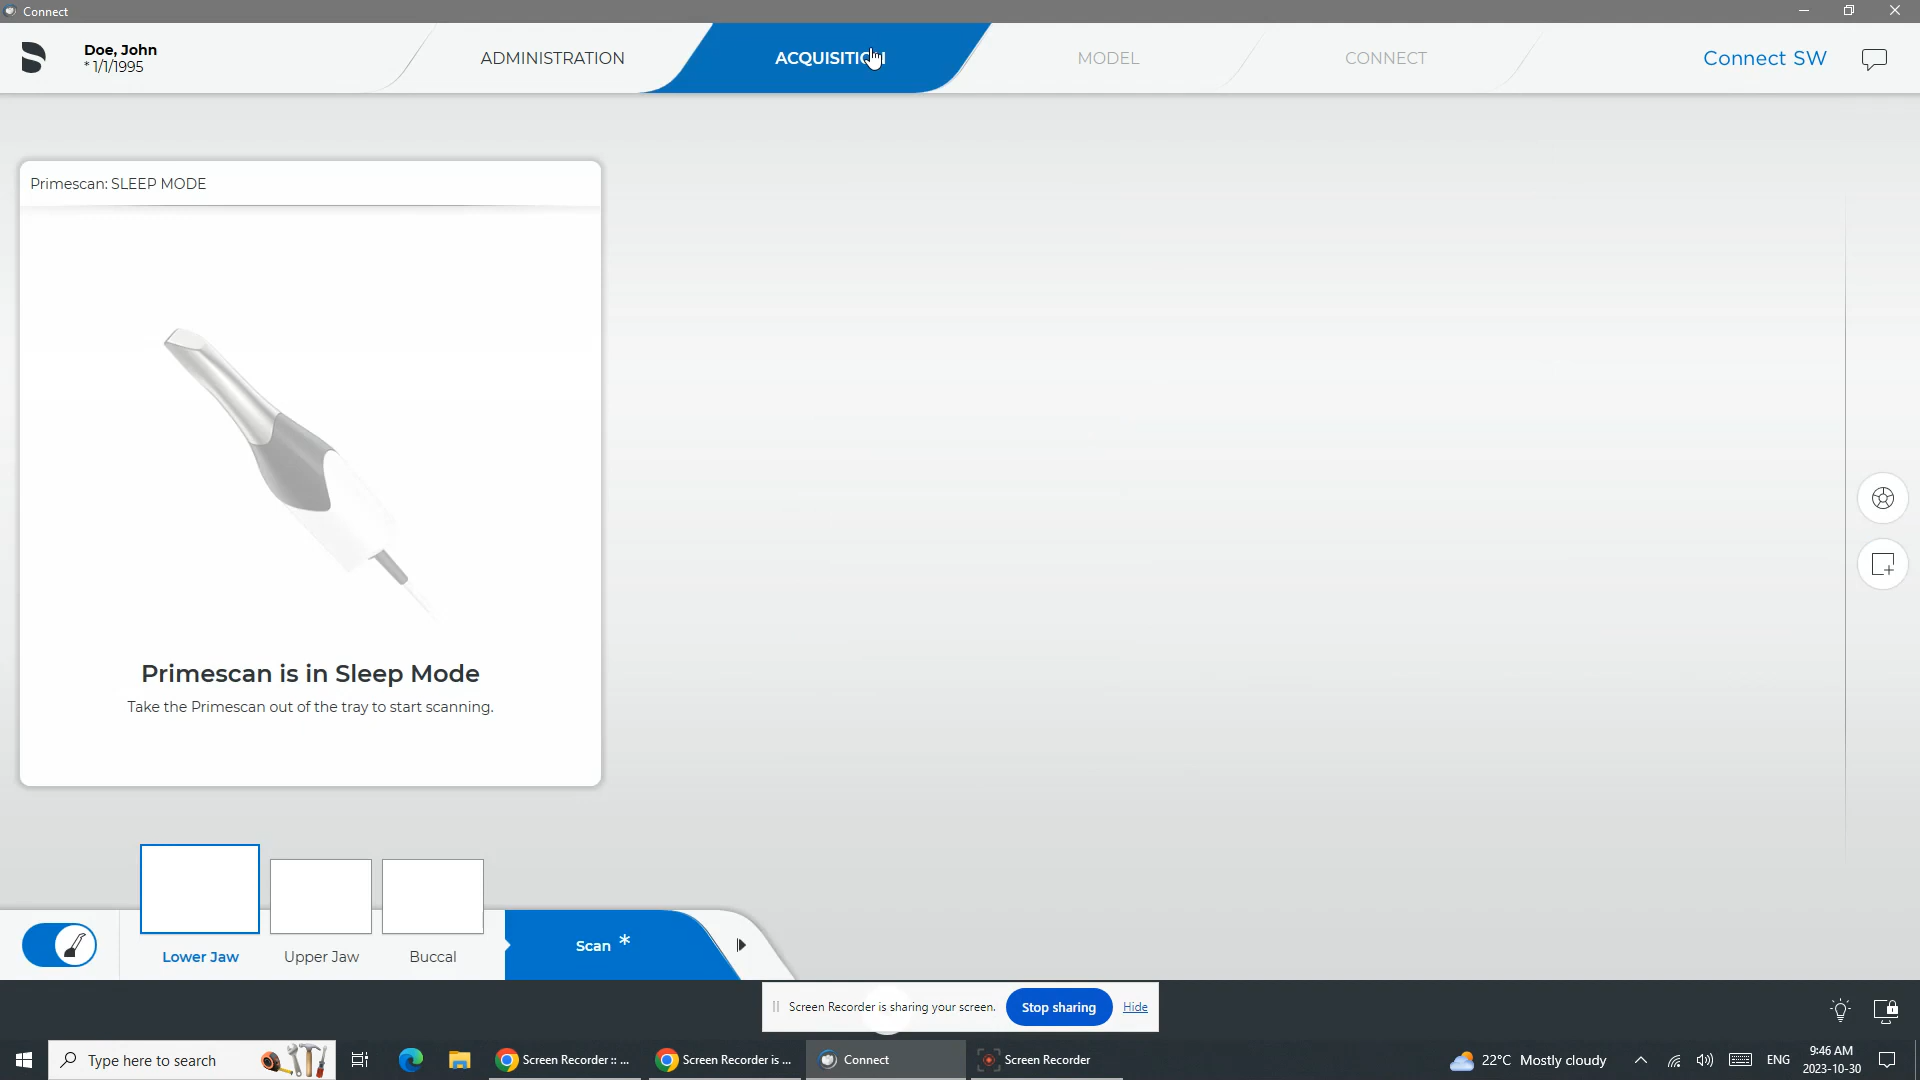 Connect
Doe, John
* 1/1/1995
ADMINISTRATION
ACQUISITION
MODEL
CONNECT
Connect SW
Primescan: SLEEP MODE
Primescan is in Sleep Mode
Take the Primescan out of the tray to start scanning.
Lower Jaw
Upper Jaw
Buccal
Scan *
Screen Recorder is sharing your screen.
Stop sharing
Hide
Type here to search
Screen Recorder :: ...
Screen Recorder is ...
Connect
Screen Recorder
22°C Mostly cloudy
ENG
9:46 AM
2023-10-30